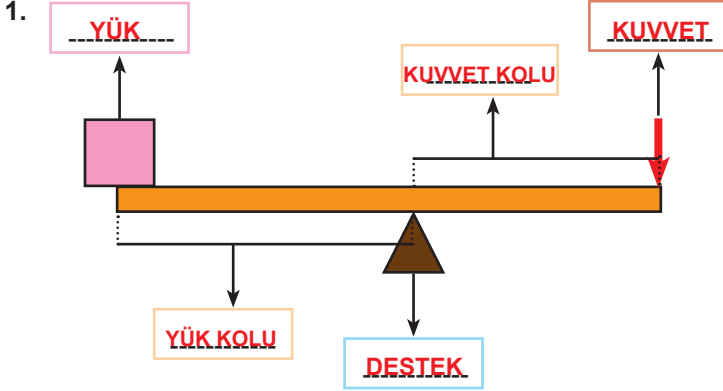 1.
YÜK
KUVVET
KUVVET KOLU
YÜK KOLU
DESTEK